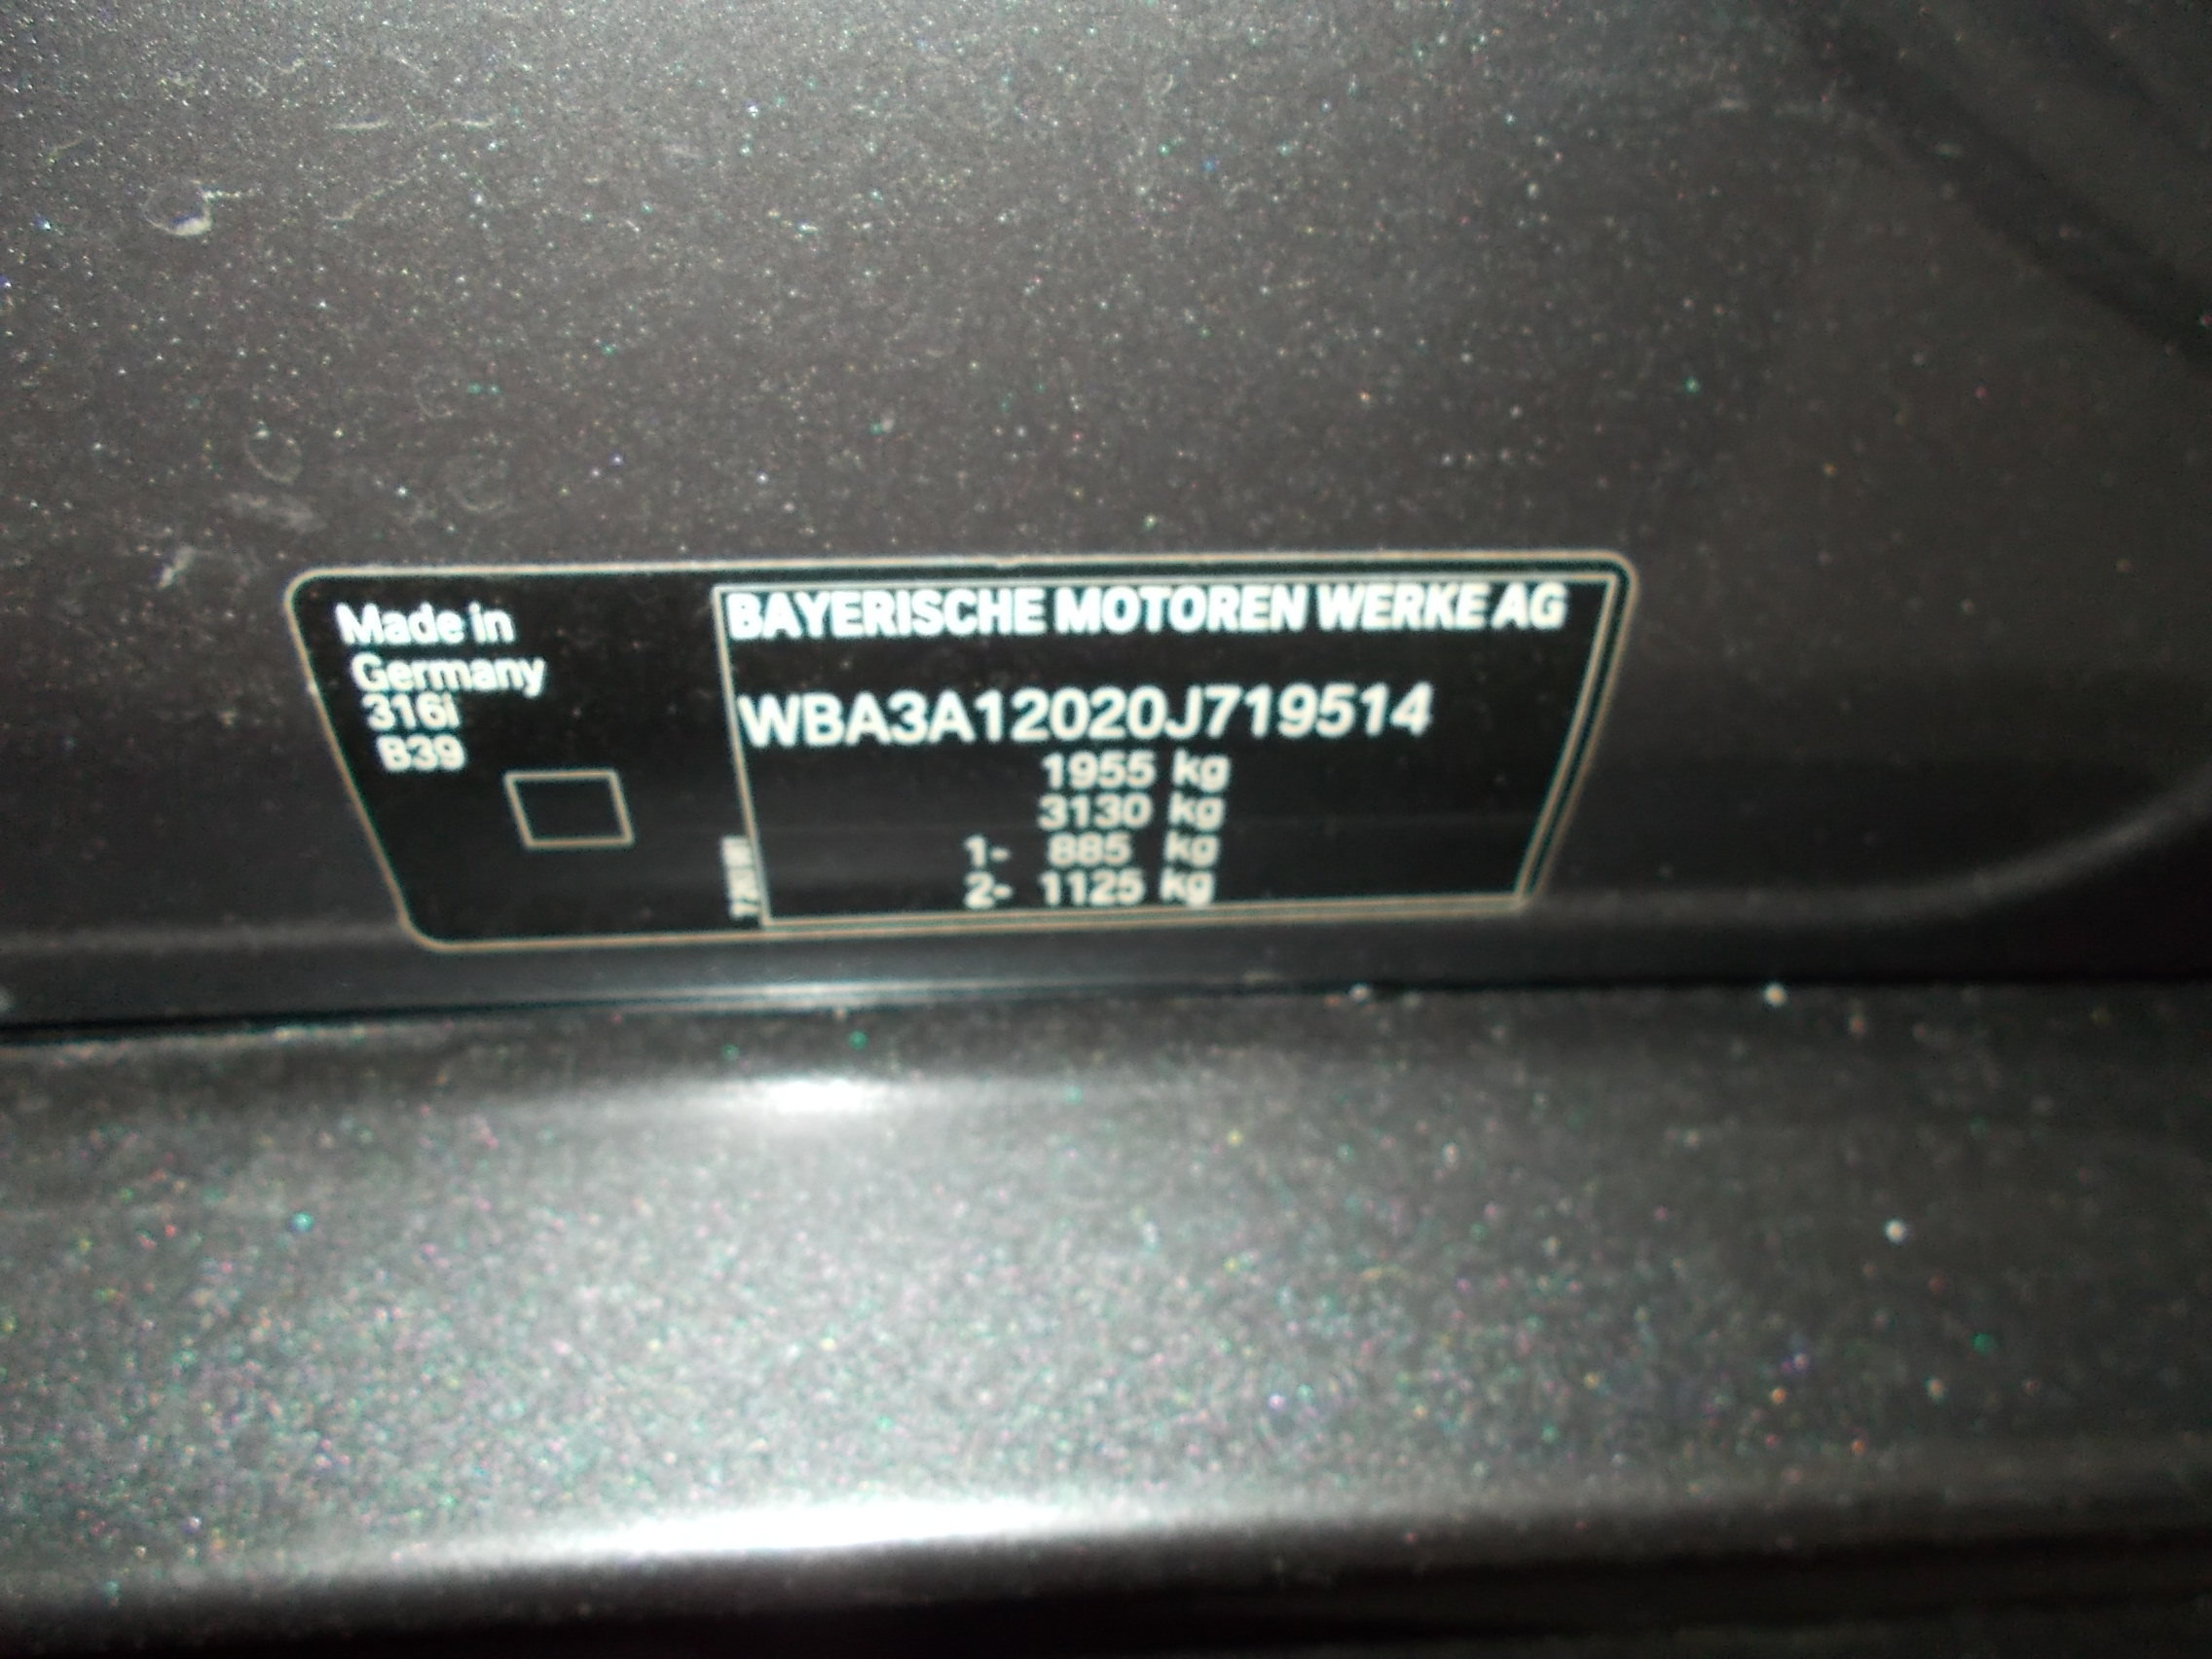 Made in
Germany
316i
B39
BAYERISCHE MOTOREN WERKE AG
WBA3A12020J719514
1955 kg
3130 kg
1- 885 kg
2- 1125 kg